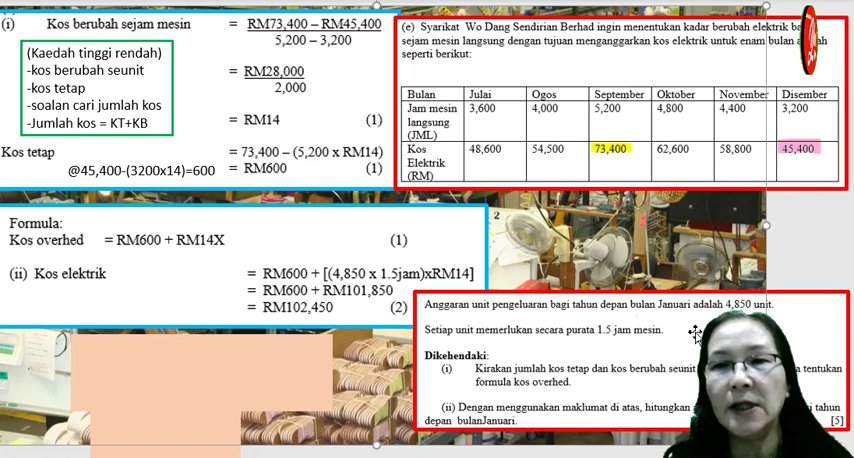 (i) Kos berubah sejam mesin = RM73,400 – RM45,400
5,200 – 3,200
(Kaedah tinggi rendah)
-kos berubah seunit
-kos tetap
-soalan cari jumlah kos
-Jumlah kos = KT+KB
= RM28,000
2,000
= RM14 (1)
Kos tetap = 73,400 – (5,200 x RM14)
@45,400-(3200x14)=600 = RM600 (1)
(e) Syarikat Wo Dang Sendirian Berhad ingin menentukan kadar berubah elektrik
sejam mesin langsung dengan tujuan menganggarkan kos elektrik untuk enam bulan
seperti berikut:
Bulan Julai Ogos September Oktober November Disember
Jam mesin langsung (JML) 3,600 4,000 5,200 4,800 4,400 3,200
Kos Elektrik (RM) 48,600 54,500 73,400 62,600 58,800 45,400
Formula:
Kos overhed = RM600 + RM14X (1)
(ii) Kos elektrik = RM600 + [(4,850 x 1.5jam)xRM14]
= RM600 + RM101,850
= RM102,450 (2)
2
Anggaran unit pengeluaran bagi tahun depan bulan Januari adalah 4,850 unit.
Setiap unit memerlukan secara purata 1.5 jam mesin.
Dikehendaki:
(i) Kirakan jumlah kos tetap dan kos berubah seunit tentukan
formula kos overhed.
(ii) Dengan menggunakan maklumat di atas, hitungkan tahun
depan bulanJanuari. [5]